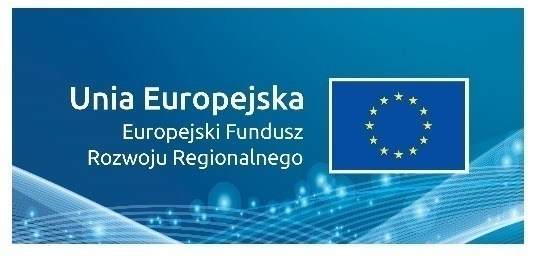 Unia Europejska
Europejski Fundusz
Rozwoju Regionalnego